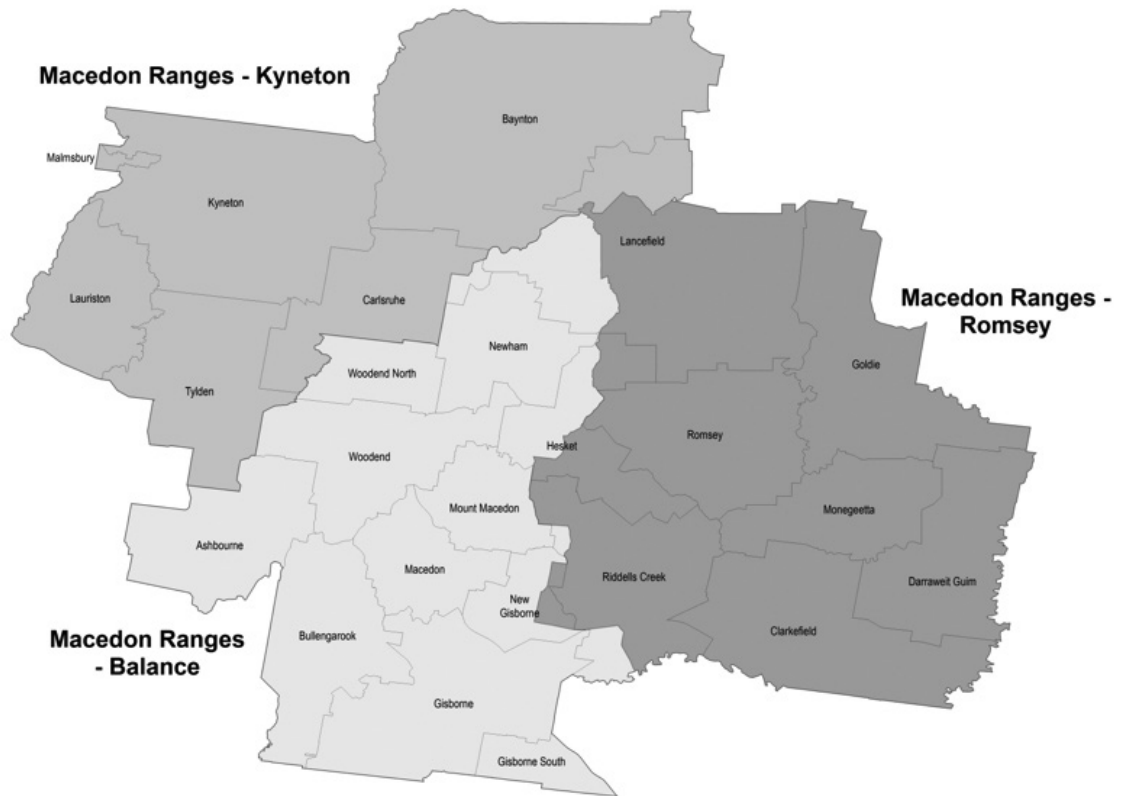 Macedon Ranges - Kyneton
Baynton
Malmsbury
Kyneton
Lancefield
Lauriston
Carlsruhe
Macedon Ranges -
Romsey
Newham
Goldie
Woodend North
Tylden
Romsey
Hesket
Woodend
Mount Macedon
Monegeetta
Ashbourne
Macedon
Riddells Creek
Darraweit Guim
New
Gisborne
Macedon Ranges
- Balance
Bullengarook
Clarkefield
Gisborne
Gisborne South